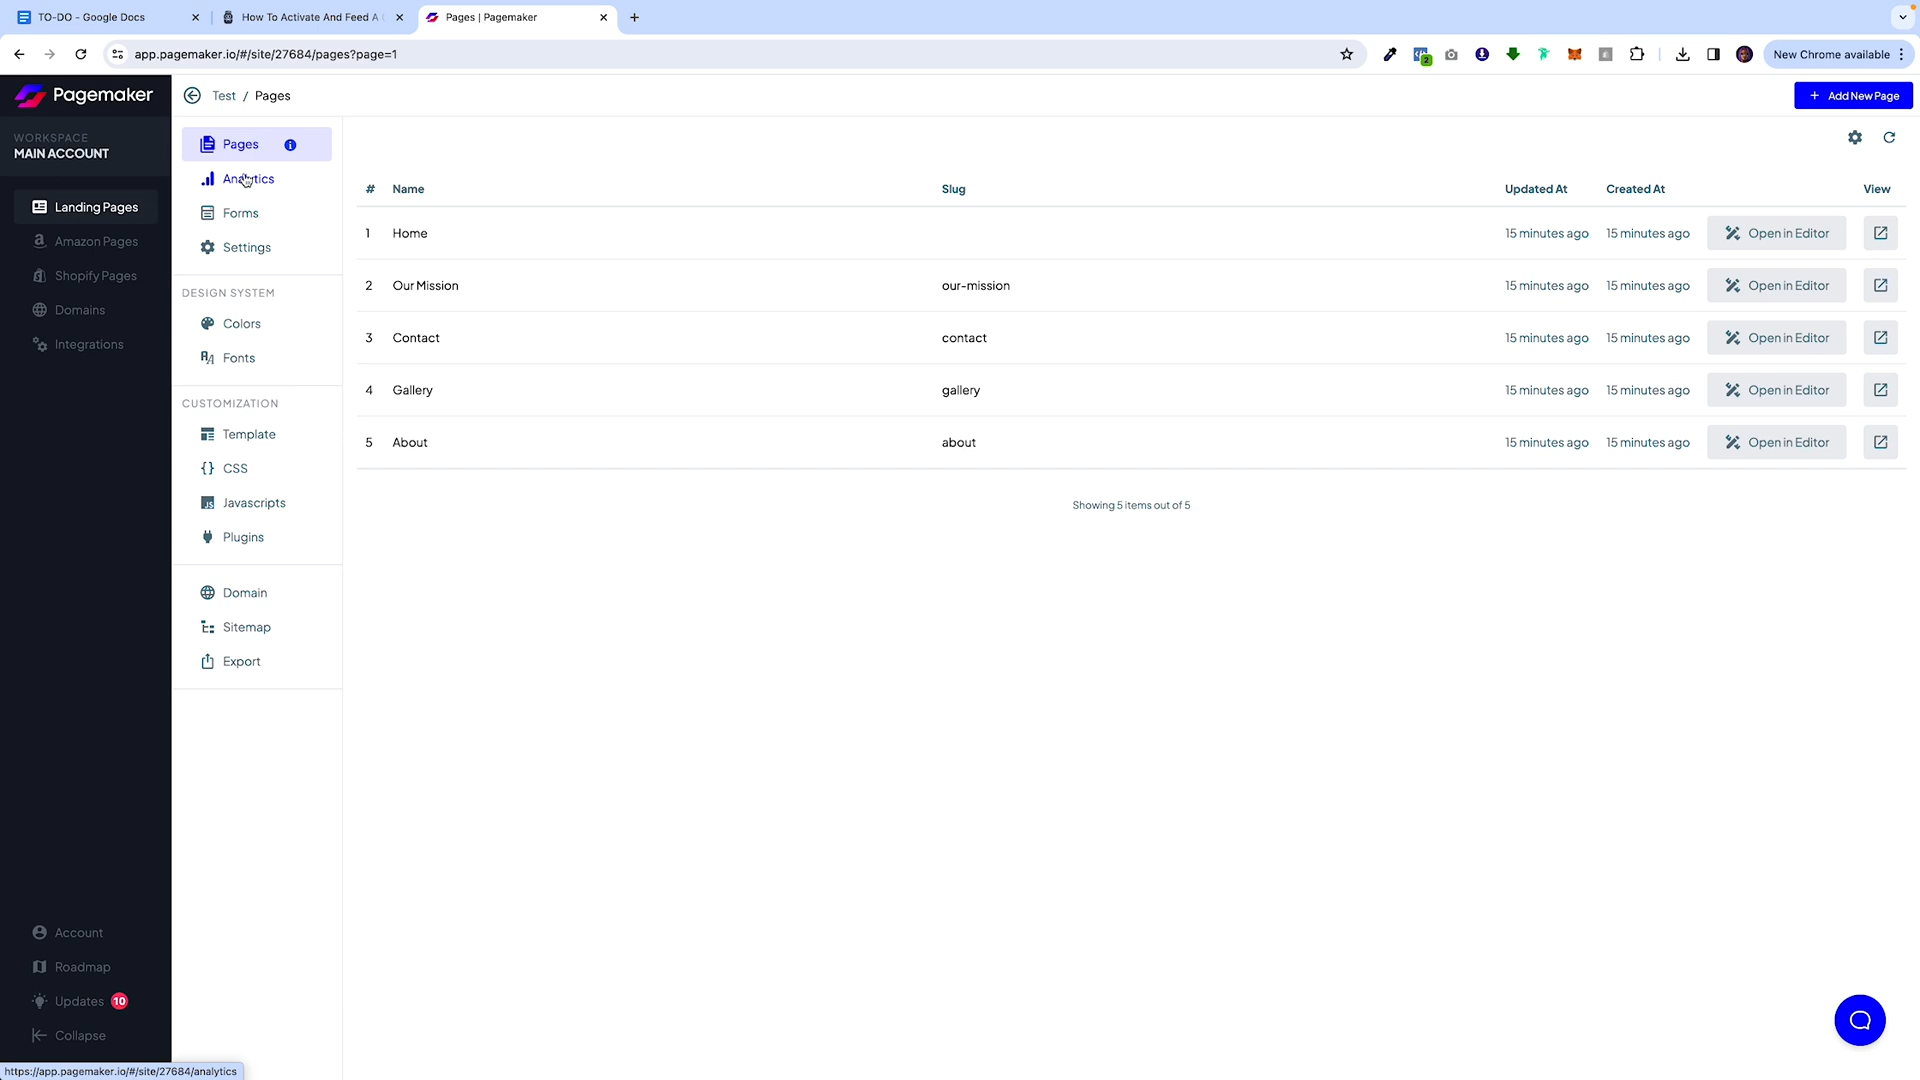 TO-DO - Google Docs
How To Activate And Feed A
Pages | Pagemaker
app.pagemaker.io/#/site/27684/pages?page=1
2
New Chrome available
Pagemaker
WORKSPACE
MAIN ACCOUNT
Landing Pages
Amazon Pages
Shopify Pages
Domains
Integrations
Account
Roadmap
Updates 10
Collapse
Test / Pages
+ Add New Page
Pages
Analytics
Forms
Settings
DESIGN SYSTEM
Colors
Fonts
CUSTOMIZATION
Template
CSS
Javascripts
Plugins
Domain
Sitemap
Export
# Name Slug Updated At Created At View
1 Home 15 minutes ago 15 minutes ago Open in Editor
2 Our Mission our-mission 15 minutes ago 15 minutes ago Open in Editor
3 Contact contact 15 minutes ago 15 minutes ago Open in Editor
4 Gallery gallery 15 minutes ago 15 minutes ago Open in Editor
5 About about 15 minutes ago 15 minutes ago Open in Editor
Showing 5 items out of 5
https://app.pagemaker.io/#/site/27684/analytics